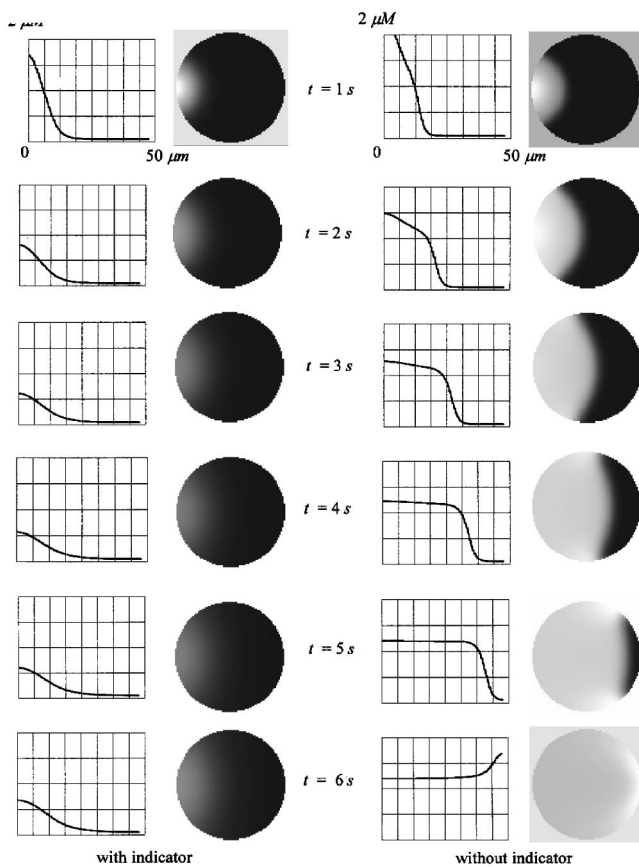 2 μM
t = 1 s
0 50 μm 0 50 μm
t = 2 s
t = 3 s
t = 4 s
t = 5 s
t = 6 s
with indicator without indicator